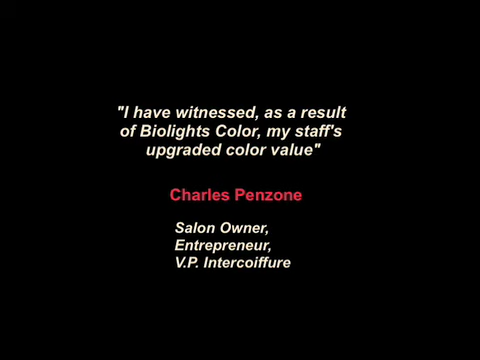 "I have witnessed, as a result
of Biolights Color, my staff's
upgraded color value"
Charles Penzone
Salon Owner,
Entrepreneur,
V.P. Intercoiffure